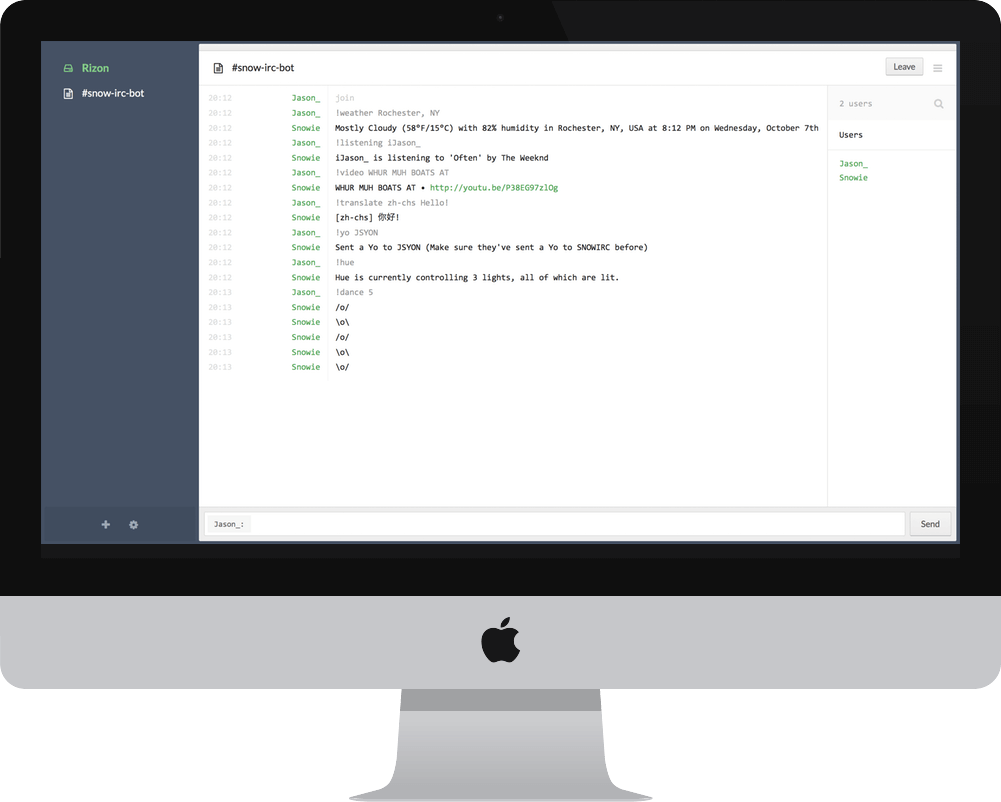 Rizon
#snow-irc-bot
#snow-irc-bot
Leave
20:12 Jason_ join
20:12 Jason_ !weather Rochester, NY
20:12 Snowie Mostly Cloudy (58°F/15°C) with 82% humidity in Rochester, NY, USA at 8:12 PM on Wednesday, October 7th
20:12 Jason_ !listening iJason_
20:12 Snowie iJason_ is listening to 'Often' by The Weeknd
20:12 Jason_ !video WHUR MUH BOATS AT
20:12 Snowie WHUR MUH BOATS AT • http://youtu.be/P38EG97zlOg
20:12 Jason_ !translate zh-chs Hello!
20:12 Snowie [zh-chs] 你好!
20:12 Jason_ !yo JSYON
20:12 Snowie Sent a Yo to JSYON (Make sure they've sent a Yo to SNOWIRC before)
20:12 Jason_ !hue
20:12 Snowie Hue is currently controlling 3 lights, all of which are lit.
20:13 Jason_ !dance 5
20:13 Snowie /o/
20:13 Snowie \o\
20:13 Snowie /o/
20:13 Snowie \o\
20:13 Snowie \o/
2 users
Users
Jason_
Snowie
Jason_:
Send